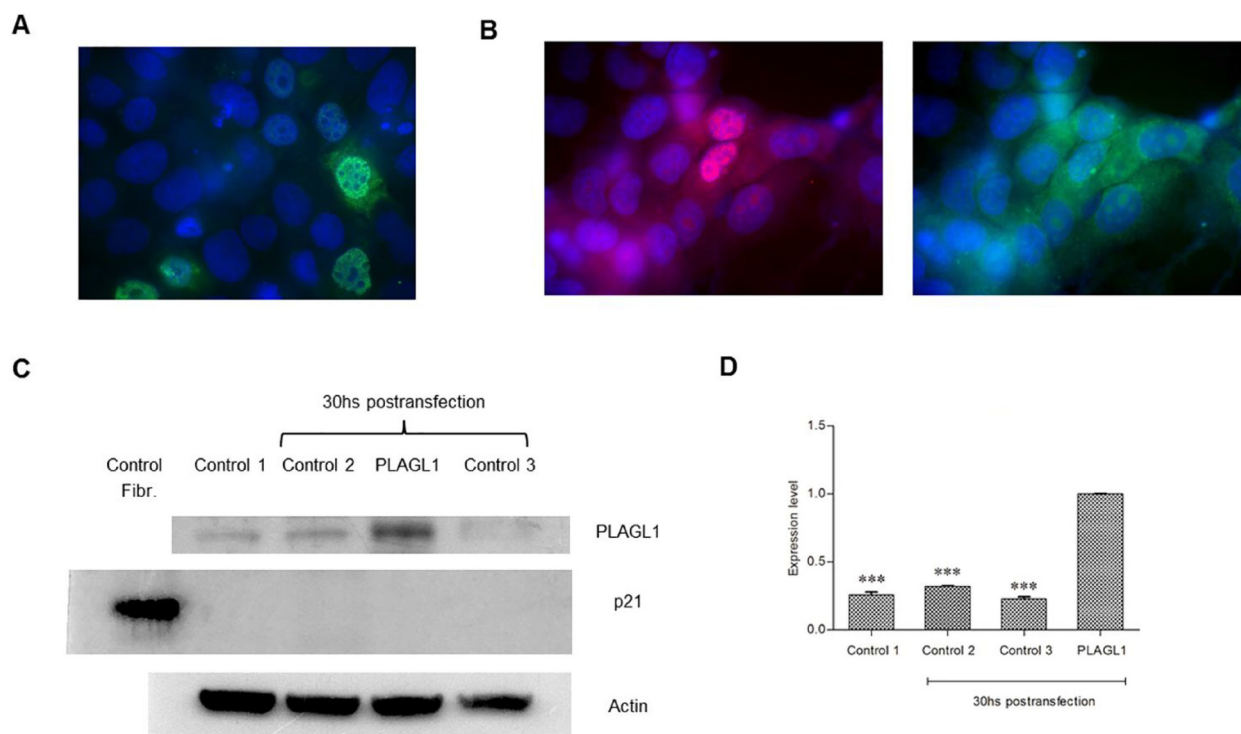 A
B
C
30hs postransfection
Control Fibr.
Control 1
Control 2
PLAGL1
Control 3
PLAGL1
p21
Actin
D
Expression level
1.5
1.0
0.5
0.0
***
***
***
Control 1
Control 2
Control 3
PLAGL1
30hs postransfection